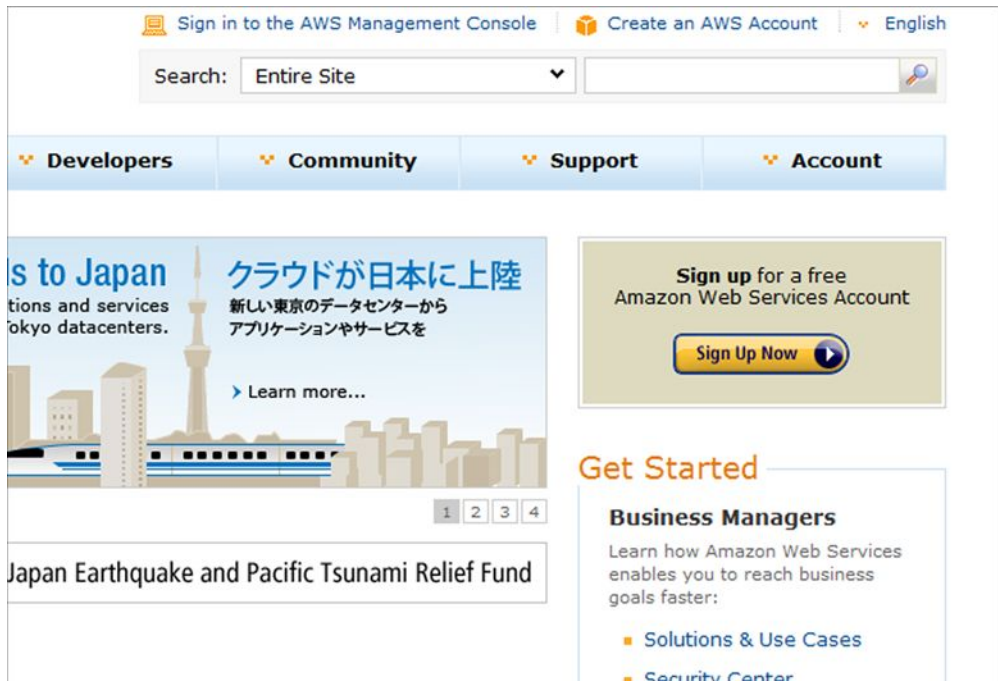 Sign in to the AWS Management Console
Create an AWS Account
English
Search:
Entire Site
Developers
Community
Support
Account
s to Japan
tions and services
okyo datacenters.
クラウドが日本に上陸
新しい東京のデータセンターから
アプリケーションやサービスを
Learn more...
1 2 3 4
Japan Earthquake and Pacific Tsunami Relief Fund
Sign up for a free
Amazon Web Services Account
Sign Up Now
Get Started
Business Managers
Learn how Amazon Web Services
enables you to reach business
goals faster:
Solutions & Use Cases
Security Center